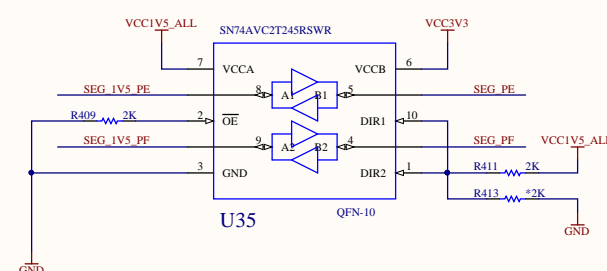 VCC1V5_ALL
SN74AVC2T245RSWR
VCC3V3
7
VCCA
VCCB
6
SEG_1V5_PE
8
A1
B1
5
SEG_PE
R409
2K
2
OE
DIR1
10
SEG_1V5_PF
9
A2
B2
4
SEG_PF
VCC1V5_ALL
3
GND
DIR2
1
R411
2K
R413
*2K
U35
QFN-10
GND
GND